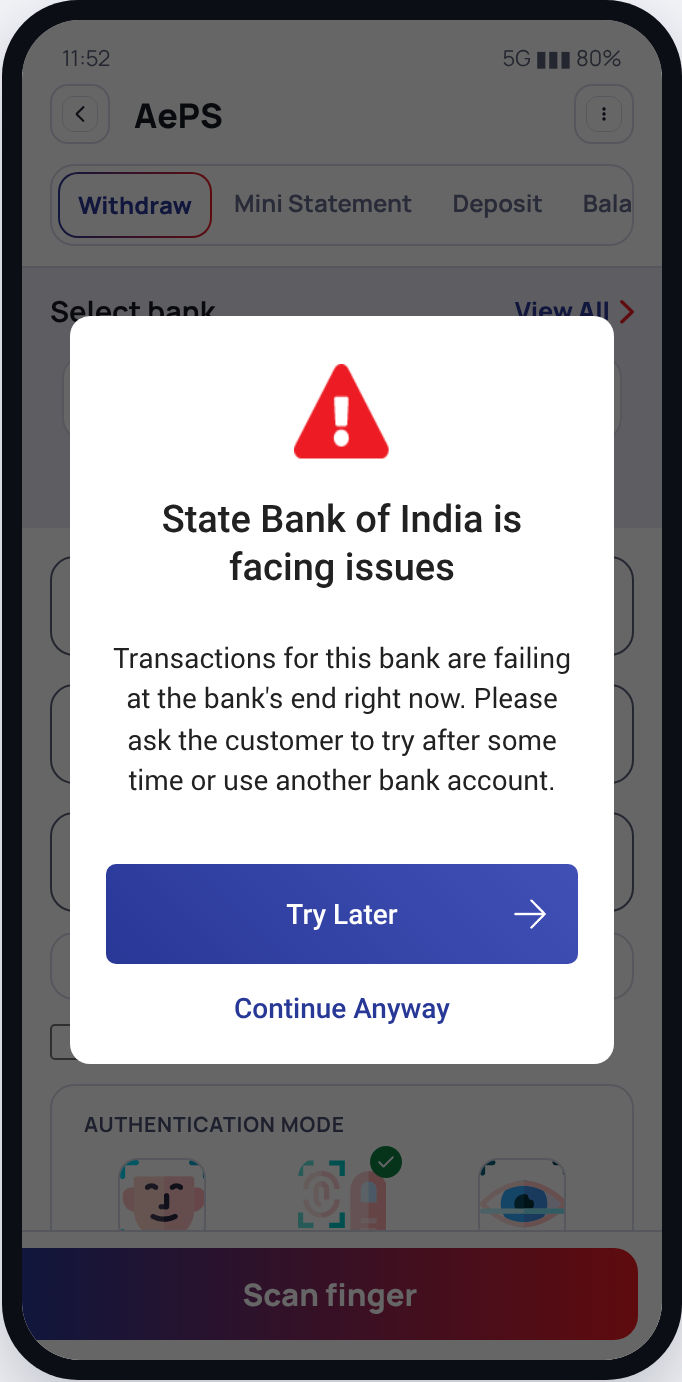 11:52
5G 80%
AePS
Withdraw Mini Statement Deposit Bala
Select bank View All
State Bank of India is
facing issues
Transactions for this bank are failing
at the bank's end right now. Please
ask the customer to try after some
time or use another bank account.
Try Later
Continue Anyway
AUTHENTICATION MODE
Scan finger